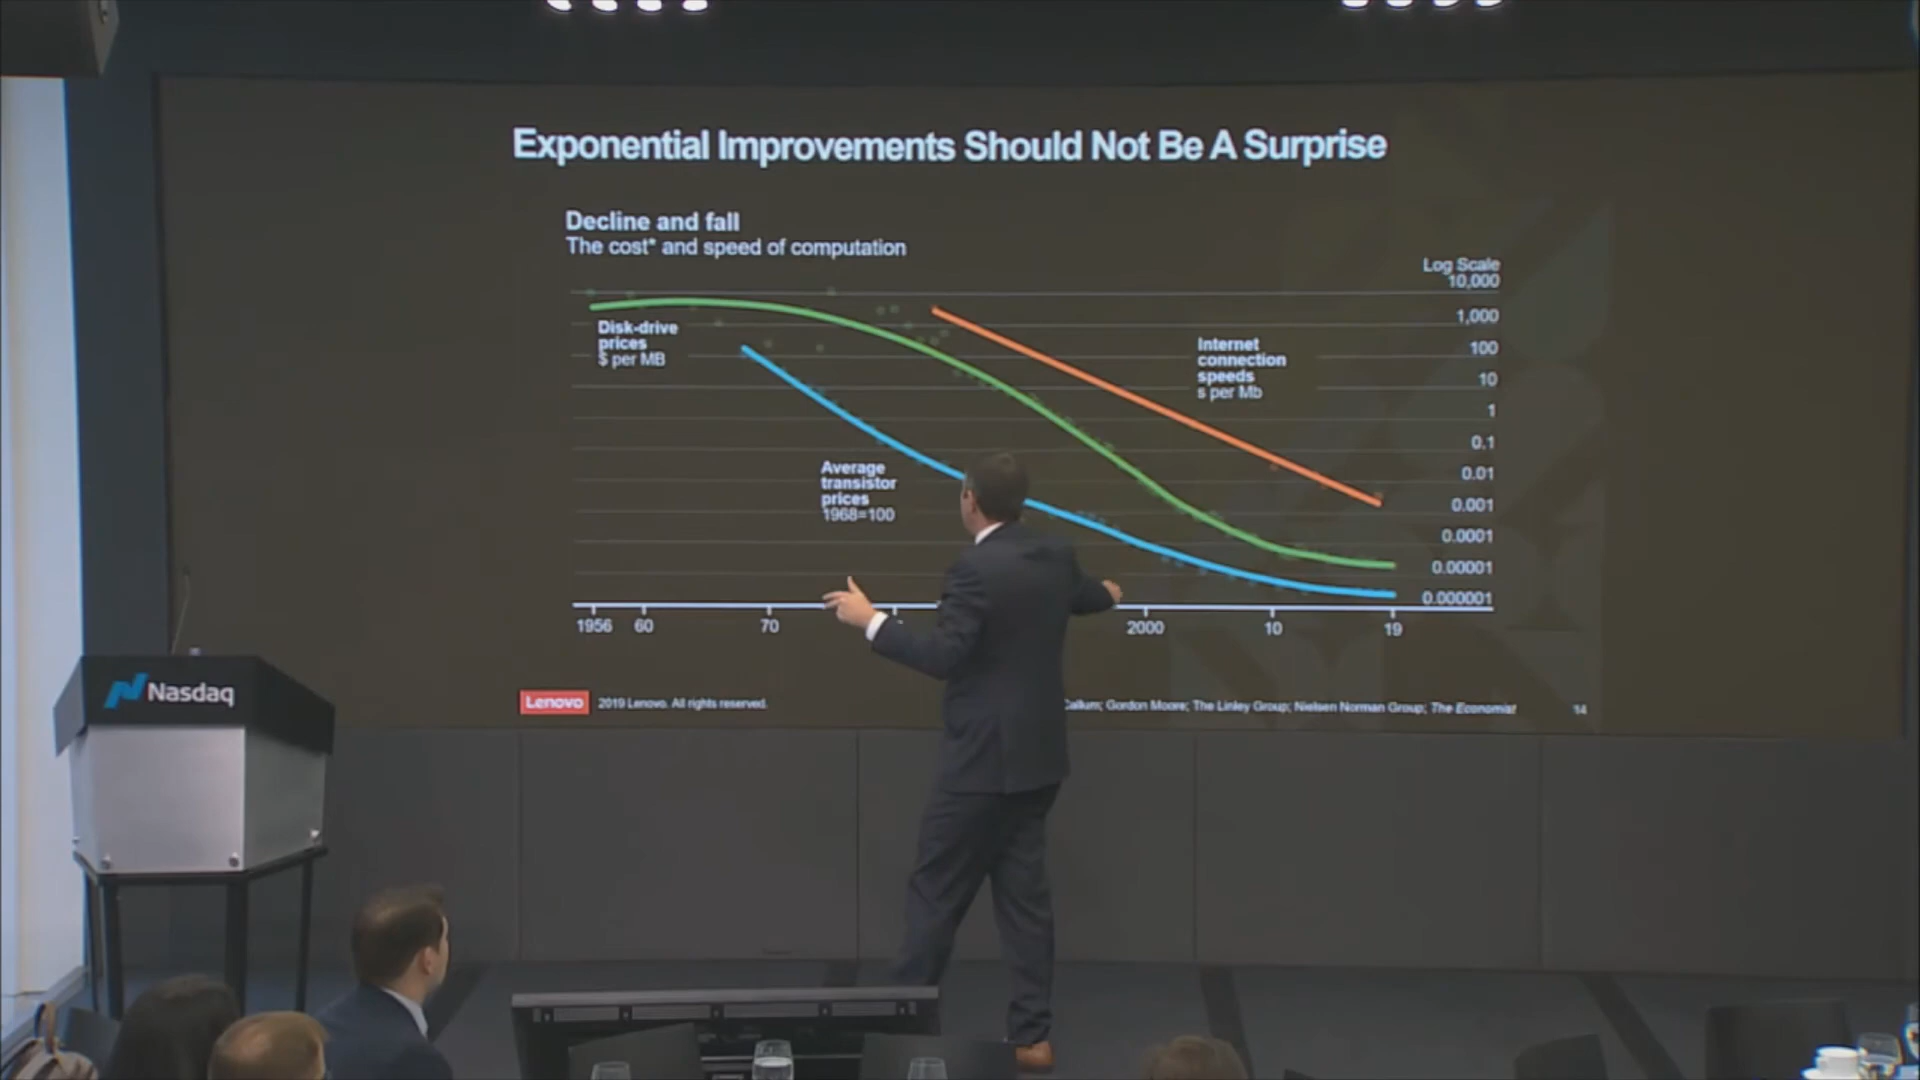 Exponential Improvements Should Not Be A Surprise
Decline and fall
The cost* and speed of computation
Log Scale
10,000
1,000
100
10
1
0.1
0.01
0.001
0.0001
0.00001
0.000001
Disk-drive
prices
$ per MB
Internet
connection
speeds
s per Mb
Average
transistor
prices
1968=100
1956 60 70 2000 10 19
Lenovo 2019 Lenovo. All rights reserved.
Gordon Moore; The Linley Group; Nielsen Norman Group; The Economist 14
Nasdaq